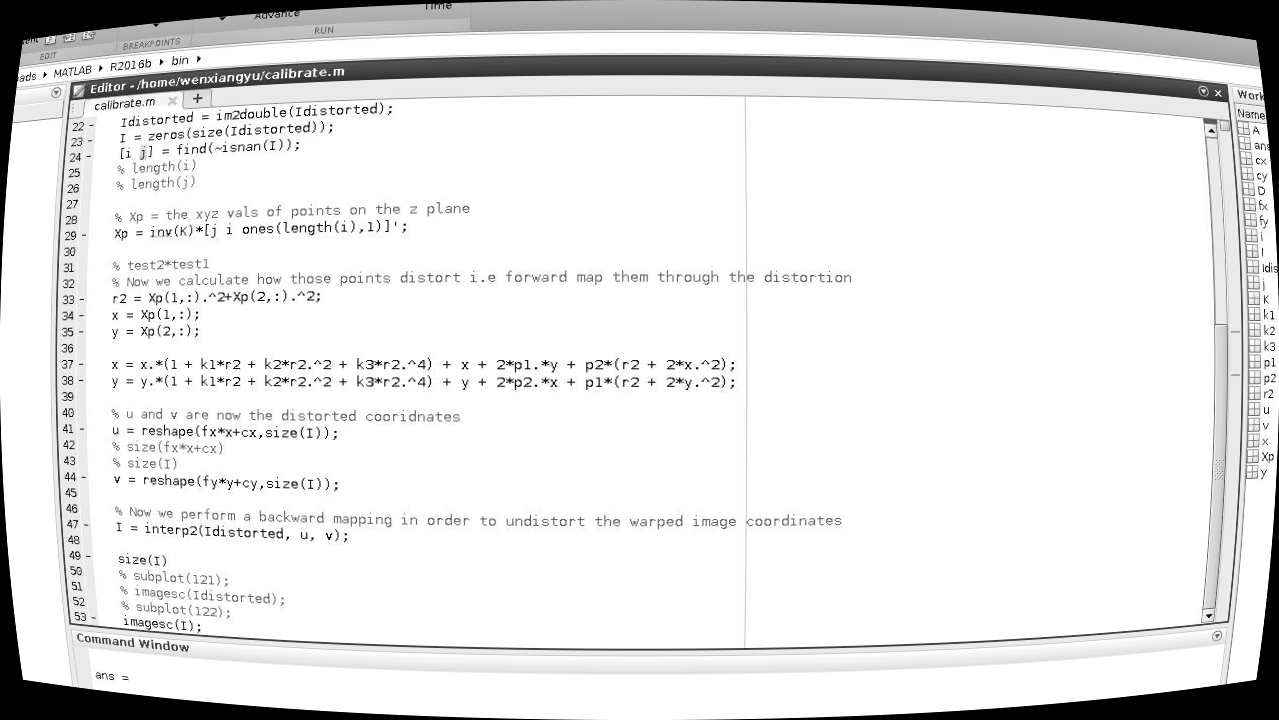 Advance
Time
EDIT
BREAKPOINTS
RUN
ads ▸ MATLAB ▸ R2016b ▸ bin ▸
Editor - /home/wenxiangyu/calibrate.m
calibrate.m × +
22 – Idistorted = im2double(Idistorted);
23 – I = zeros(size(Idistorted));
24 – [i j] = find(~isnan(I));
25 % length(i)
26 % length(j)
27
28 % Xp = the xyz vals of points on the z plane
29 – Xp = inv(K)*[j i ones(length(i),1)]';
30
31 % test2*test1
32 % Now we calculate how those points distort i.e forward map them through the distortion
33 – r2 = Xp(1,:).^2+Xp(2,:).^2;
34 – x = Xp(1,:);
35 – y = Xp(2,:);
36
37 – x = x.*(1 + k1*r2 + k2*r2.^2 + k3*r2.^4) + x + 2*p1.*y + p2*(r2 + 2*x.^2);
38 – y = y.*(1 + k1*r2 + k2*r2.^2 + k3*r2.^4) + y + 2*p2.*x + p1*(r2 + 2*y.^2);
39
40 % u and v are now the distorted cooridnates
41 – u = reshape(fx*x+cx,size(I));
42 % size(fx*x+cx)
43 % size(I)
44 – v = reshape(fy*y+cy,size(I));
45
46 % Now we perform a backward mapping in order to undistort the warped image coordinates
47 – I = interp2(Idistorted, u, v);
48
49 – size(I)
50 % subplot(121);
51 % imagesc(Idistorted);
52 % subplot(122);
53 – imagesc(I);
Command Window
ans =
Work
Name
A
ans
cx
cy
D
fx
fy
i
I
Idis
j
K
k1
k2
k3
p1
p2
r2
u
v
x
Xp
y